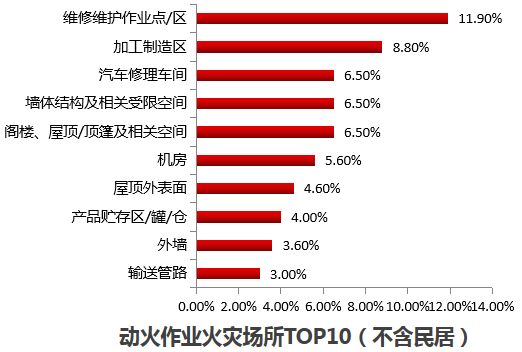 维修维护作业点/区 11.90%
加工制造区 8.80%
汽车修理车间 6.50%
墙体结构及相关受限空间 6.50%
阁楼、屋顶/顶篷及相关空间 6.50%
机房 5.60%
屋顶外表面 4.60%
产品贮存区/罐/仓 4.00%
外墙 3.60%
输送管路 3.00%
0.00% 2.00% 4.00% 6.00% 8.00% 10.00% 12.00% 14.00%
动火作业火灾场所TOP10（不含民居）